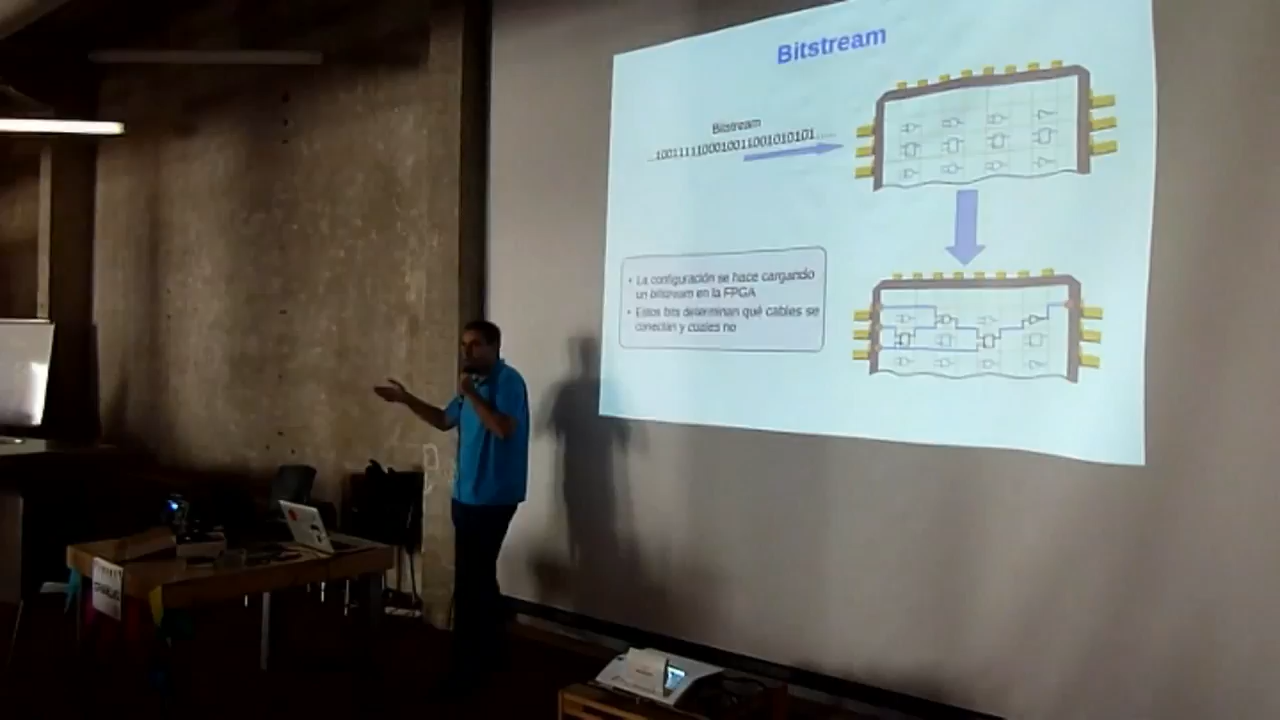 Bitstream
Bitstream
...1001111100010011001010101.....
• La configuración se hace cargando
un bitstream en la FPGA
• Estos bits determinan qué cables se
conectan y cuales no